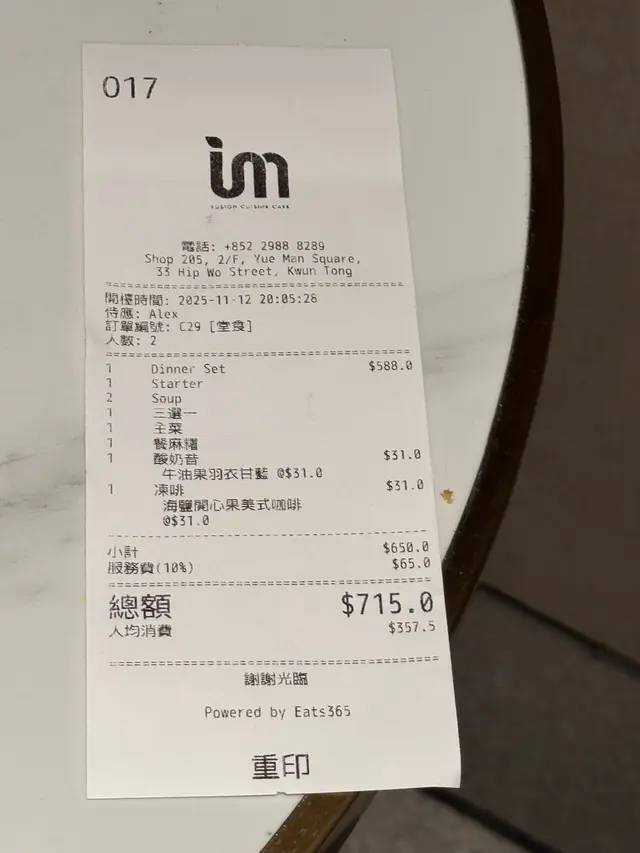 017
im
FUSION CUISINE CAFE
電話: +852 2988 8289
Shop 205, 2/F, Yue Man Square,
33 Hip Wo Street, Kwun Tong
開檯時間: 2025-11-12 20:05:26
侍應: Alex
訂單編號: C29 [堂食]
人數: 2
1 Dinner Set $588.0
1 Starter
2 Soup
1 三選一
1 主菜
1 餐麻糬
1 酸奶昔 $31.0
牛油果羽衣甘藍 @$31.0
1 凍啡 $31.0
海鹽開心果美式咖啡
@$31.0
小計 $650.0
服務費(10%) $65.0
總額 $715.0
人均消費 $357.5
謝謝光臨
Powered by Eats365
重印